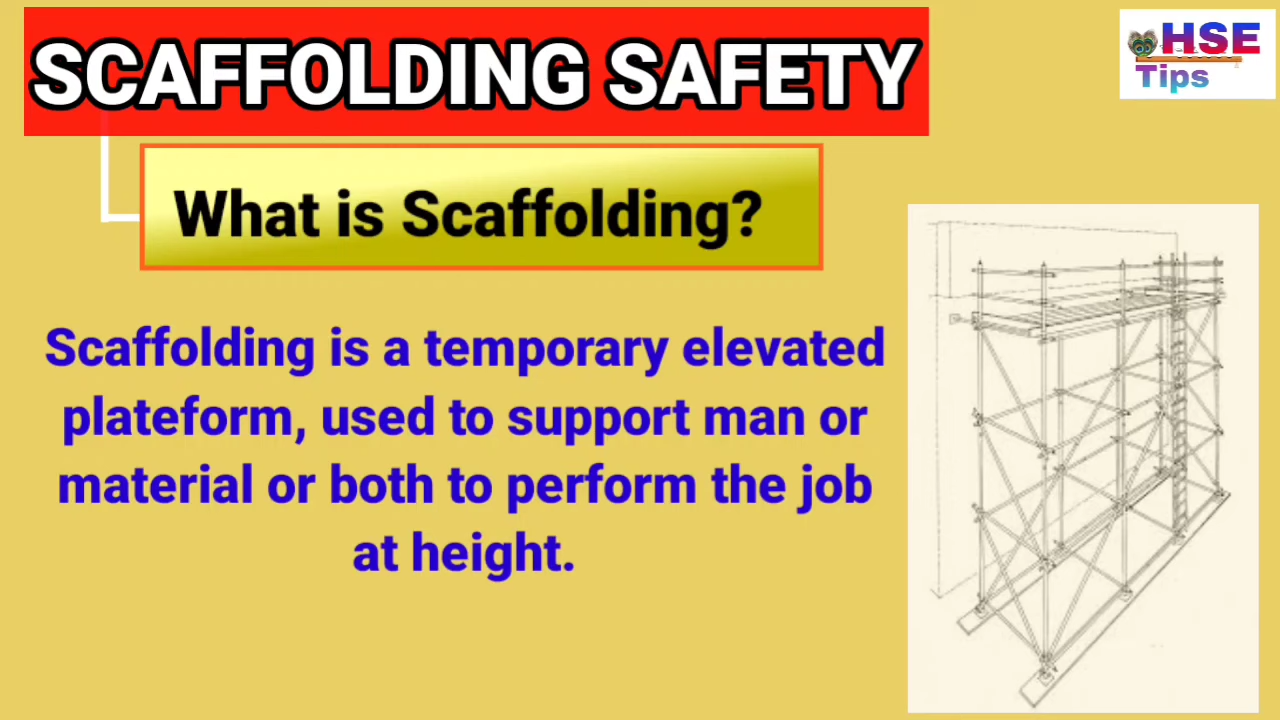 SCAFFOLDING SAFETY
HSE
Tips
What is Scaffolding?
Scaffolding is a temporary elevated
plateform, used to support man or
material or both to perform the job
at height.